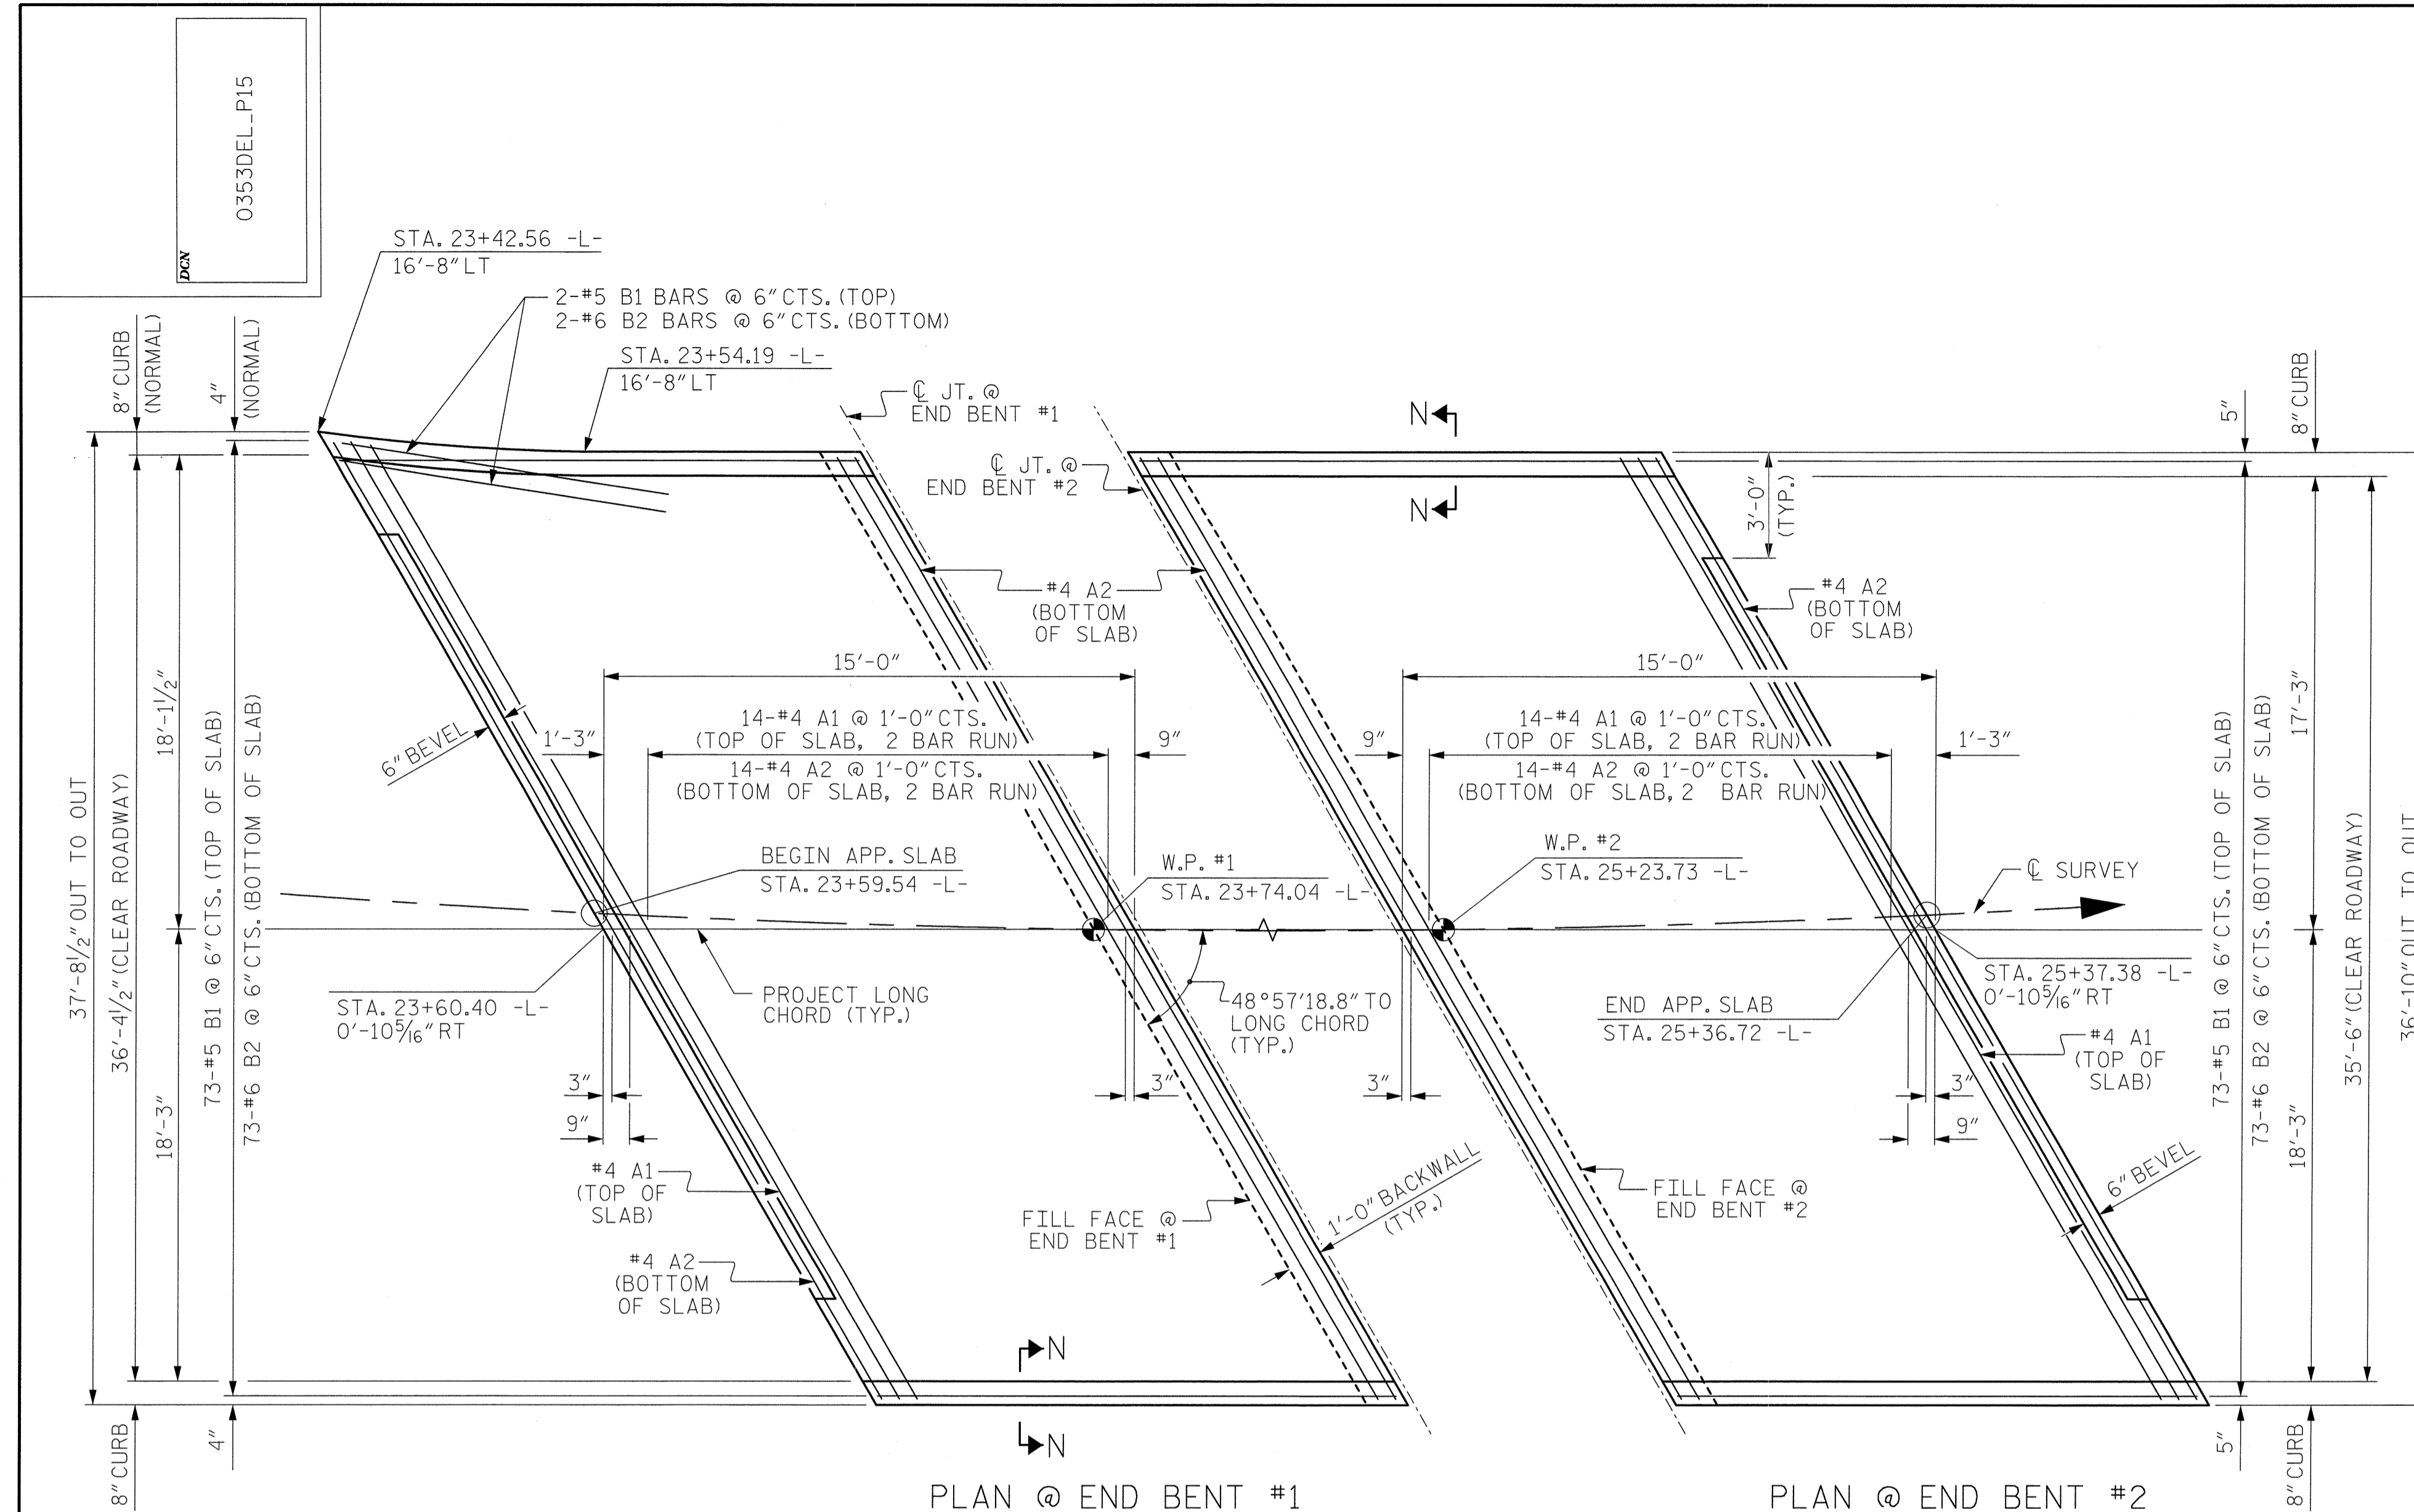 0353DEL_P15
DCN
STA. 23+42.56 -L-
16'-8" LT
2-#5 B1 BARS @ 6" CTS. (TOP)
2-#6 B2 BARS @ 6" CTS. (BOTTOM)
STA. 23+54.19 -L-
16'-8" LT
℄ JT. @
END BENT #1
℄ JT. @
END BENT #2
N
N
8" CURB
(NORMAL)
4"
(NORMAL)
37'-8½" OUT TO OUT
36'-4½" (CLEAR ROADWAY)
18'-1½"
18'-3"
73-#5 B1 @ 6" CTS. (TOP OF SLAB)
73-#6 B2 @ 6" CTS. (BOTTOM OF SLAB)
8" CURB
4"
6" BEVEL
#4 A2
(BOTTOM
OF SLAB)
3'-0"
(TYP.)
#4 A2
(BOTTOM
OF SLAB)
5"
8" CURB
15'-0"
15'-0"
14-#4 A1 @ 1'-0" CTS.
(TOP OF SLAB, 2 BAR RUN)
1'-3"
9"
14-#4 A2 @ 1'-0" CTS.
(BOTTOM OF SLAB, 2 BAR RUN)
14-#4 A1 @ 1'-0" CTS.
(TOP OF SLAB, 2 BAR RUN)
9"
1'-3"
14-#4 A2 @ 1'-0" CTS.
(BOTTOM OF SLAB, 2 BAR RUN)
BEGIN APP. SLAB
STA. 23+59.54 -L-
W.P. #1
STA. 23+74.04 -L-
W.P. #2
STA. 25+23.73 -L-
℄ SURVEY
STA. 23+60.40 -L-
0'-10⁵⁄₁₆" RT
PROJECT LONG
CHORD (TYP.)
48°57'18.8" TO
LONG CHORD
(TYP.)
END APP. SLAB
STA. 25+36.72 -L-
STA. 25+37.38 -L-
0'-10⁵⁄₁₆" RT
#4 A1
(TOP OF
SLAB)
3"
9"
3"
3"
3"
9"
#4 A1
(TOP OF
SLAB)
#4 A2
(BOTTOM
OF SLAB)
FILL FACE @
END BENT #1
1'-0" BACKWALL
(TYP.)
FILL FACE @
END BENT #2
6" BEVEL
73-#5 B1 @ 6" CTS. (TOP OF SLAB)
73-#6 B2 @ 6" CTS. (BOTTOM OF SLAB)
17'-3"
18'-3"
35'-6" (CLEAR ROADWAY)
36'-10" OUT TO OUT
5"
8" CURB
N
N
PLAN @ END BENT #1
PLAN @ END BENT #2